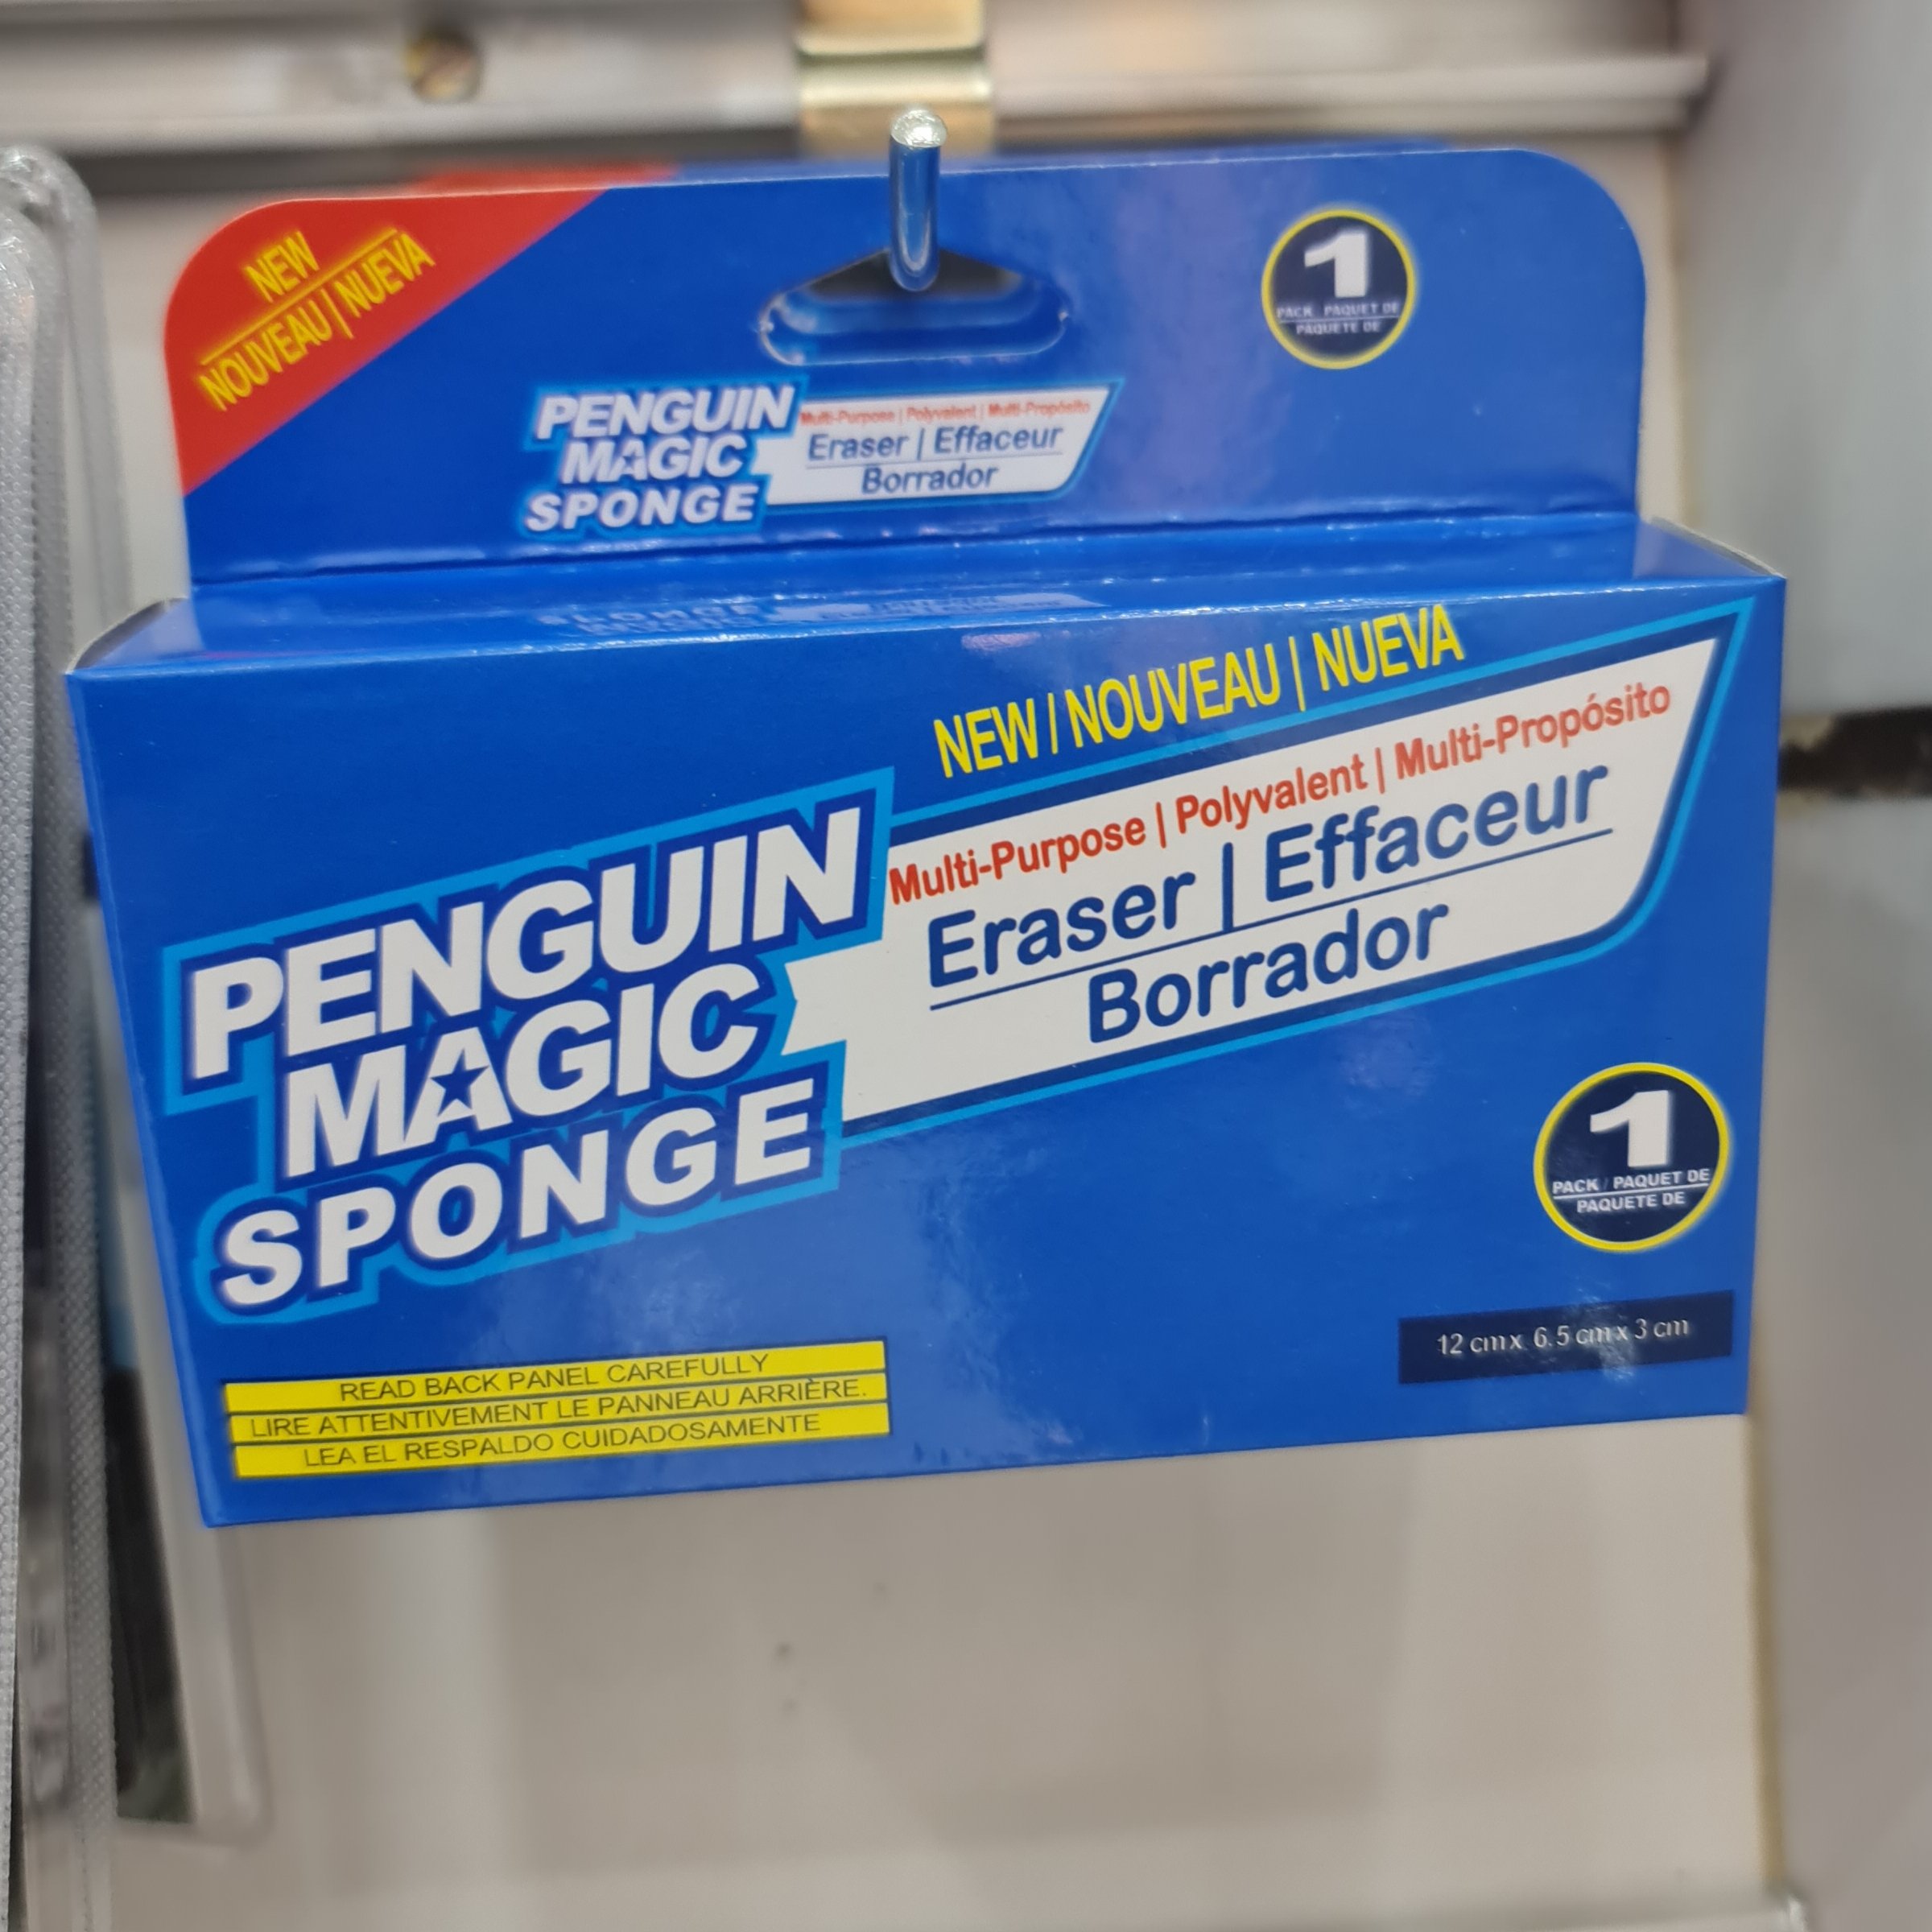 NEW
NOUVEAU | NUEVA
1
PACK PAQUET DE
PAQUETE DE
PENGUIN
MAGIC
SPONGE
Multi-Purpose | Polyvalent | Multi-Propósito
Eraser | Effaceur
Borrador
NEW / NOUVEAU | NUEVA
PENGUIN
MAGIC
SPONGE
Multi-Purpose | Polyvalent | Multi-Propósito
Eraser | Effaceur
Borrador
1
PACK / PAQUET DE
PAQUETE DE
12 cm x 6.5 cm x 3 cm
READ BACK PANEL CAREFULLY
LIRE ATTENTIVEMENT LE PANNEAU ARRIÈRE.
LEA EL RESPALDO CUIDADOSAMENTE